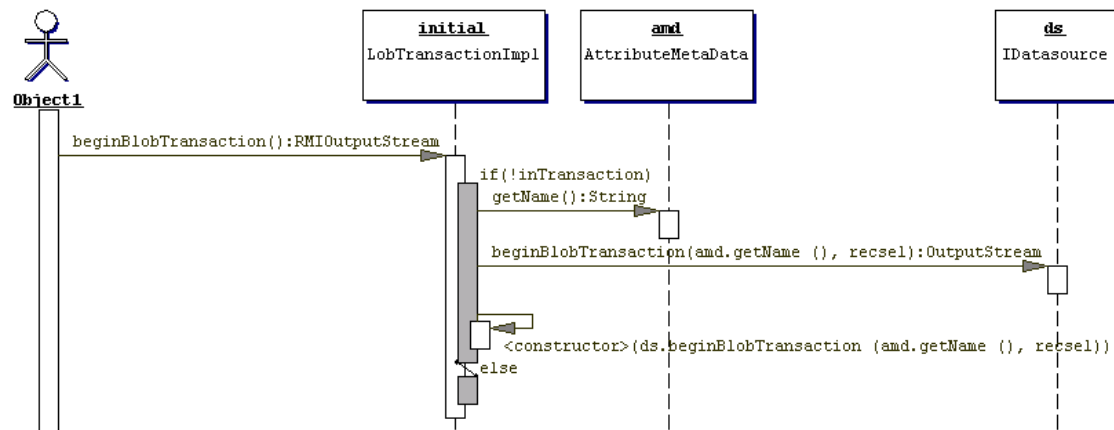 initial
LobTransactionImpl
amd
AttributeMetaData
ds
IDatasource
Object1
beginBlobTransaction():RMIOutputStream
if(!inTransaction)
getName():String
beginBlobTransaction(amd.getName (), recsel):OutputStream
<constructor>(ds.beginBlobTransaction (amd.getName (), recsel))
else